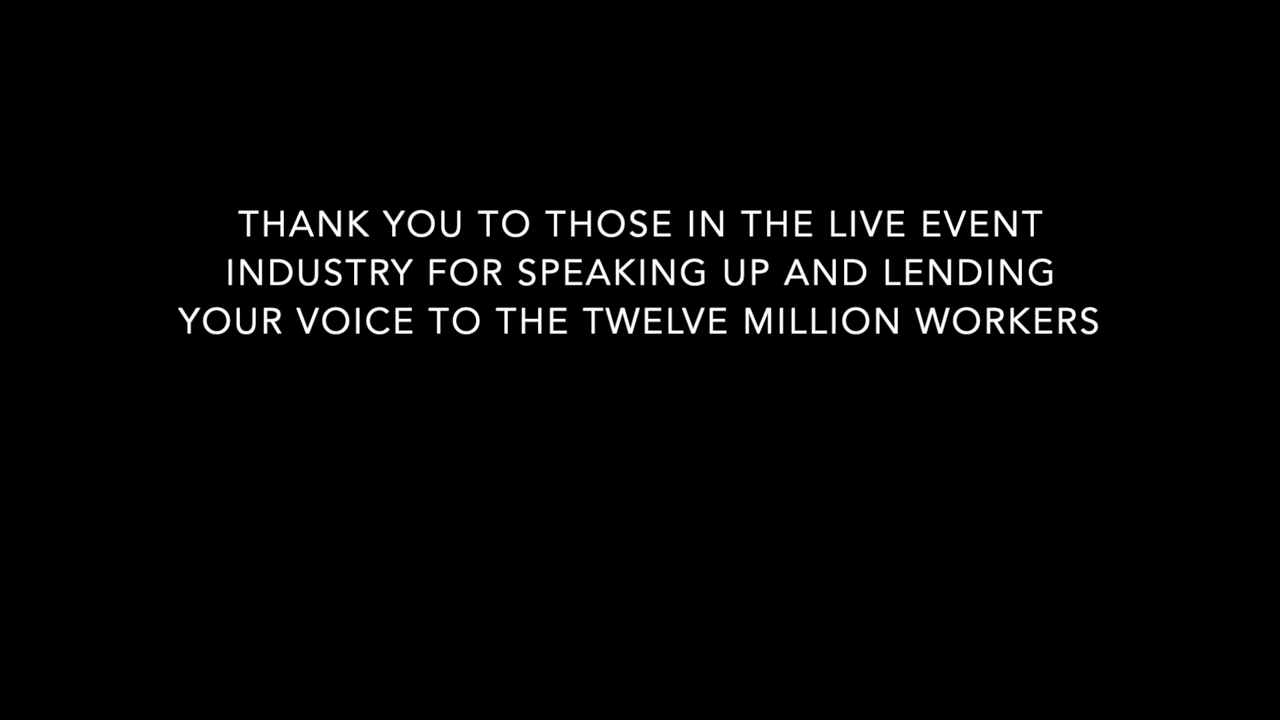 THANK YOU TO THOSE IN THE LIVE EVENT
INDUSTRY FOR SPEAKING UP AND LENDING
YOUR VOICE TO THE TWELVE MILLION WORKERS